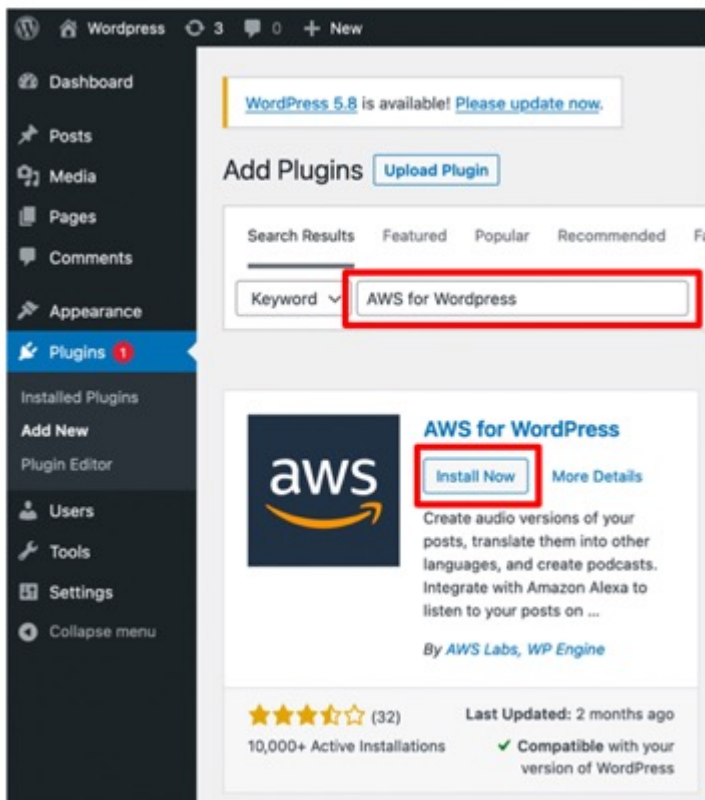 Wordpress 3 0 + New
Dashboard
Posts
Media
Pages
Comments
Appearance
Plugins 1
Installed Plugins
Add New
Plugin Editor
Users
Tools
Settings
Collapse menu
WordPress 5.8 is available! Please update now.
Add Plugins Upload Plugin
Search Results Featured Popular Recommended Fa
Keyword AWS for Wordpress
aws
AWS for WordPress
Install Now More Details
Create audio versions of your
posts, translate them into other
languages, and create podcasts.
Integrate with Amazon Alexa to
listen to your posts on ...
By AWS Labs, WP Engine
(32)
10,000+ Active Installations
Last Updated: 2 months ago
✔ Compatible with your
version of WordPress